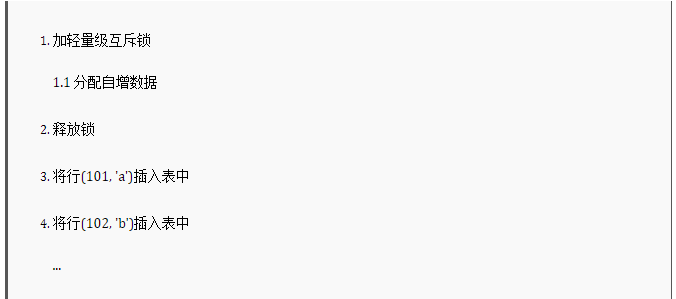 1. 加轻量级互斥锁
1.1 分配自增数据
2. 释放锁
3. 将行(101, 'a')插入表中
4. 将行(102, 'b')插入表中
...